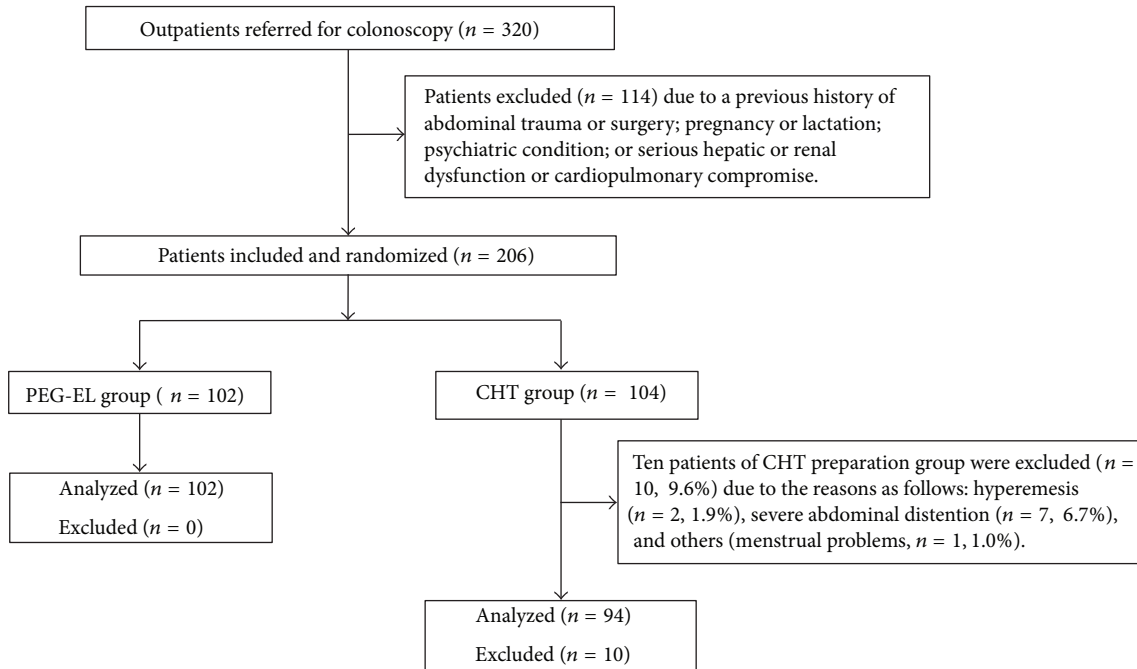 Outpatients referred for colonoscopy (n = 320)
Patients excluded (n = 114) due to a previous history of
abdominal trauma or surgery; pregnancy or lactation;
psychiatric condition; or serious hepatic or renal
dysfunction or cardiopulmonary compromise.
Patients included and randomized (n = 206)
PEG-EL group ( n = 102)
CHT group (n = 104)
Analyzed (n = 102)
Excluded (n = 0)
Ten patients of CHT preparation group were excluded (n =
10, 9.6%) due to the reasons as follows: hyperemesis
(n = 2, 1.9%), severe abdominal distention (n = 7, 6.7%),
and others (menstrual problems, n = 1, 1.0%).
Analyzed (n = 94)
Excluded (n = 10)